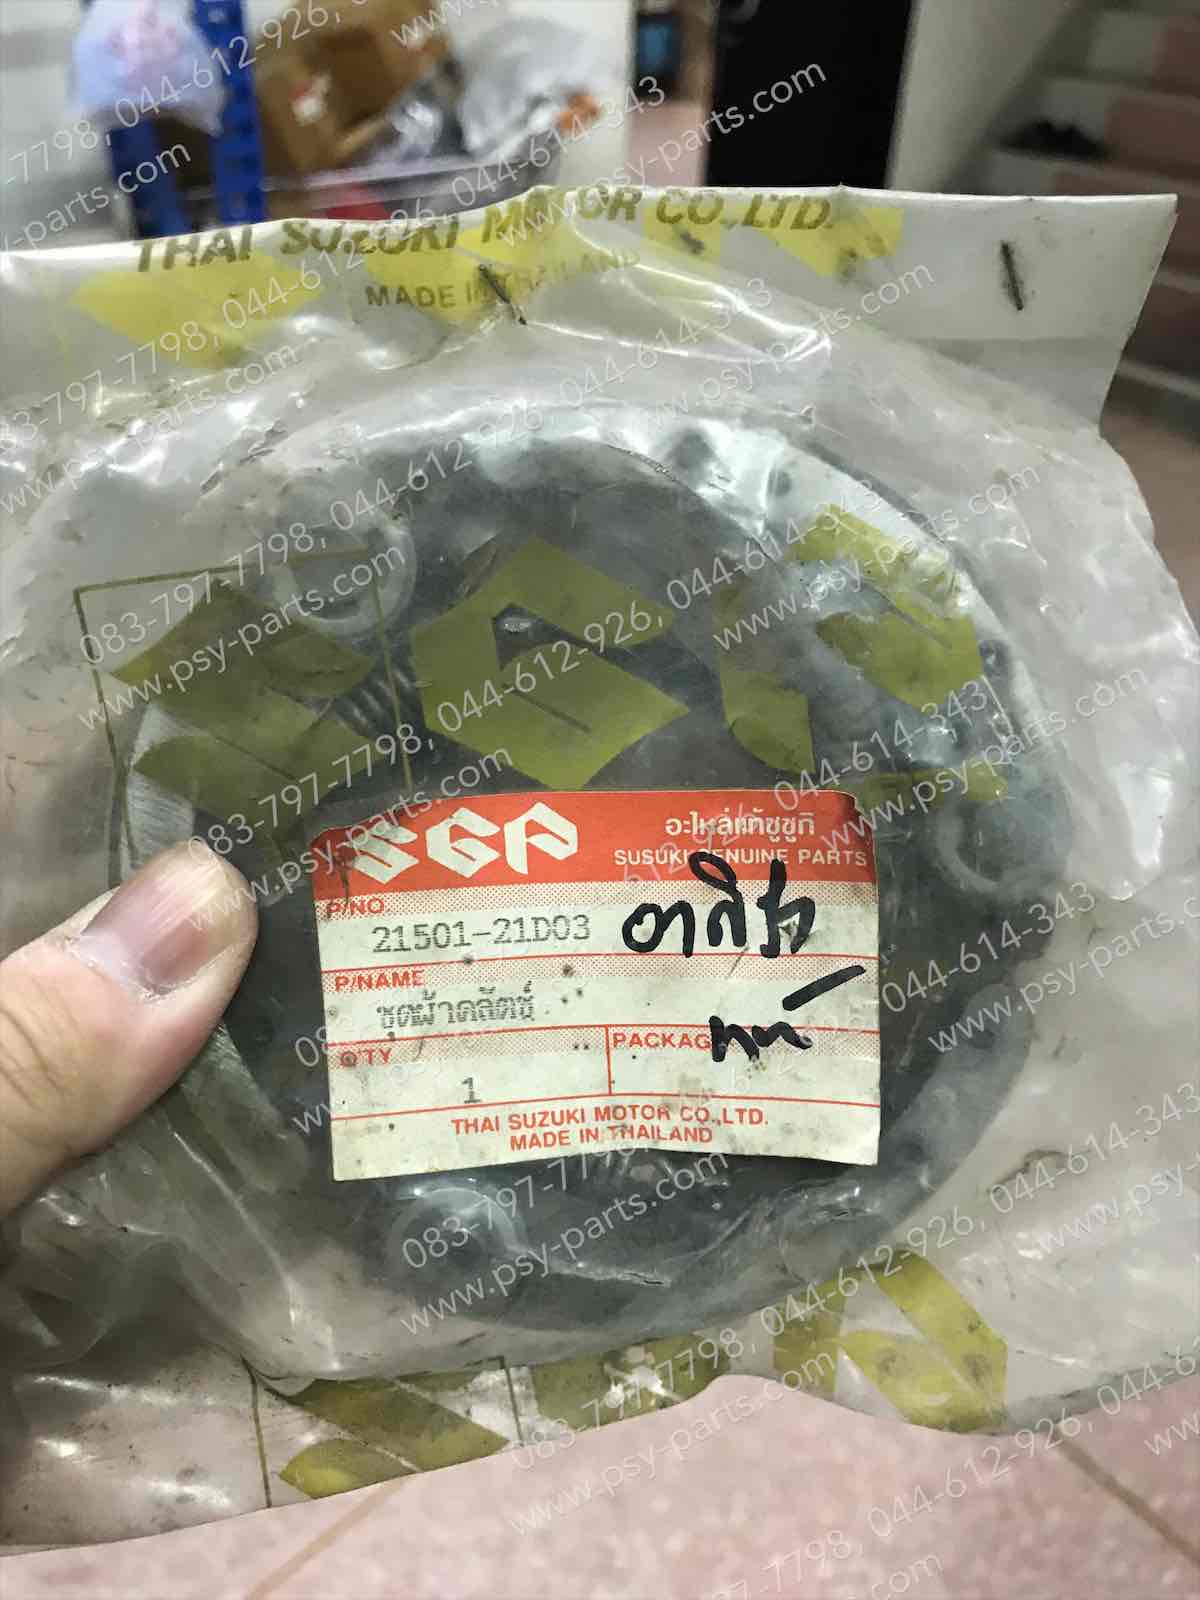 THAI SUZUKI MOTOR CO.,LTD.
MADE IN THAILAND
SGP
อะไหล่แท้ซูซูกิ
SUSUKI GENUINE PARTS
P/NO.
21501-21D03
P/NAME
ชุดผ้าคลัตช์
Q'TY
1
PACKAG
THAI SUZUKI MOTOR CO.,LTD.
MADE IN THAILAND
083-797-7798, 044-612-926, 044-614-343
www.psy-parts.com